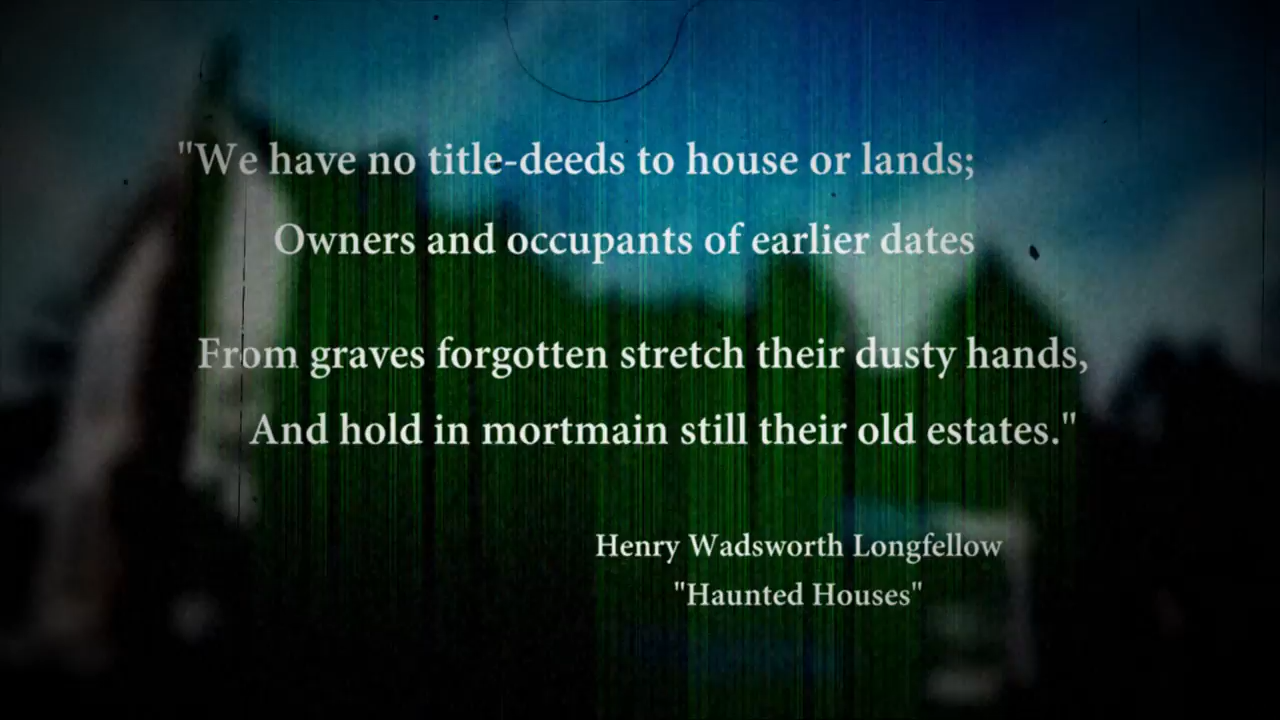 "We have no title-deeds to house or lands;
Owners and occupants of earlier dates
From graves forgotten stretch their dusty hands,
And hold in mortmain still their old estates."
Henry Wadsworth Longfellow
"Haunted Houses"